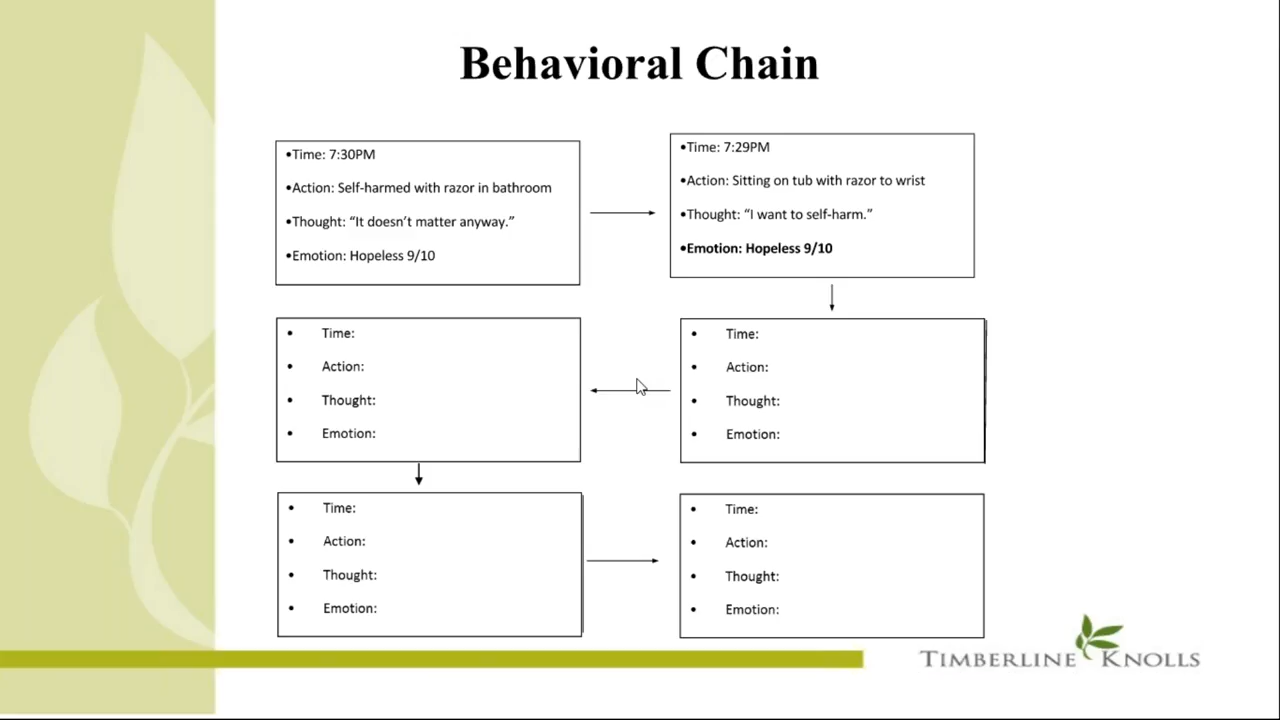 Behavioral Chain
•Time: 7:30PM
•Action: Self-harmed with razor in bathroom
•Thought: “It doesn’t matter anyway.”
•Emotion: Hopeless 9/10
•Time: 7:29PM
•Action: Sitting on tub with razor to wrist
•Thought: “I want to self-harm.”
•Emotion: Hopeless 9/10
• Time:
• Action:
• Thought:
• Emotion:
• Time:
• Action:
• Thought:
• Emotion:
• Time:
• Action:
• Thought:
• Emotion:
• Time:
• Action:
• Thought:
• Emotion:
TIMBERLINE KNOLLS